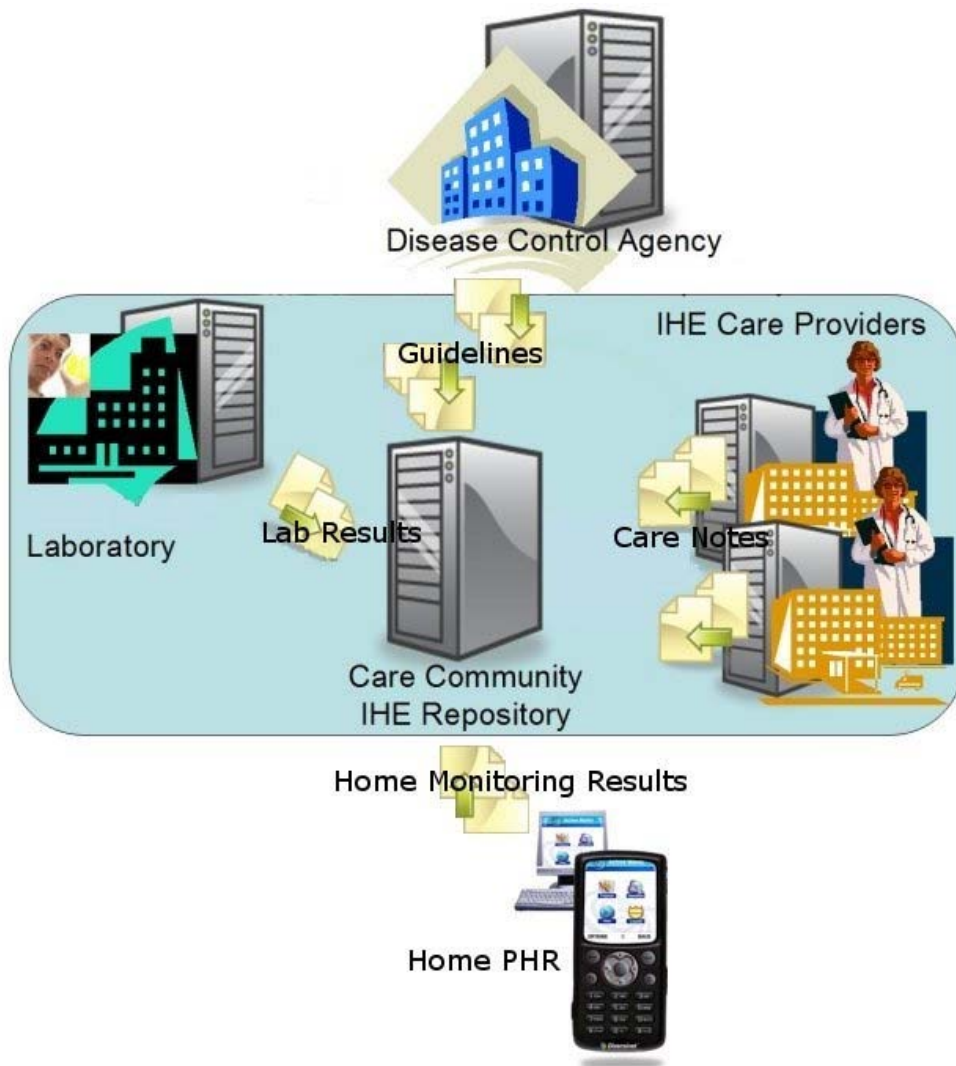 Disease Control Agency
IHE Care Providers
Guidelines
Laboratory
Lab Results
Care Notes
Care Community
IHE Repository
Home Monitoring Results
Home PHR